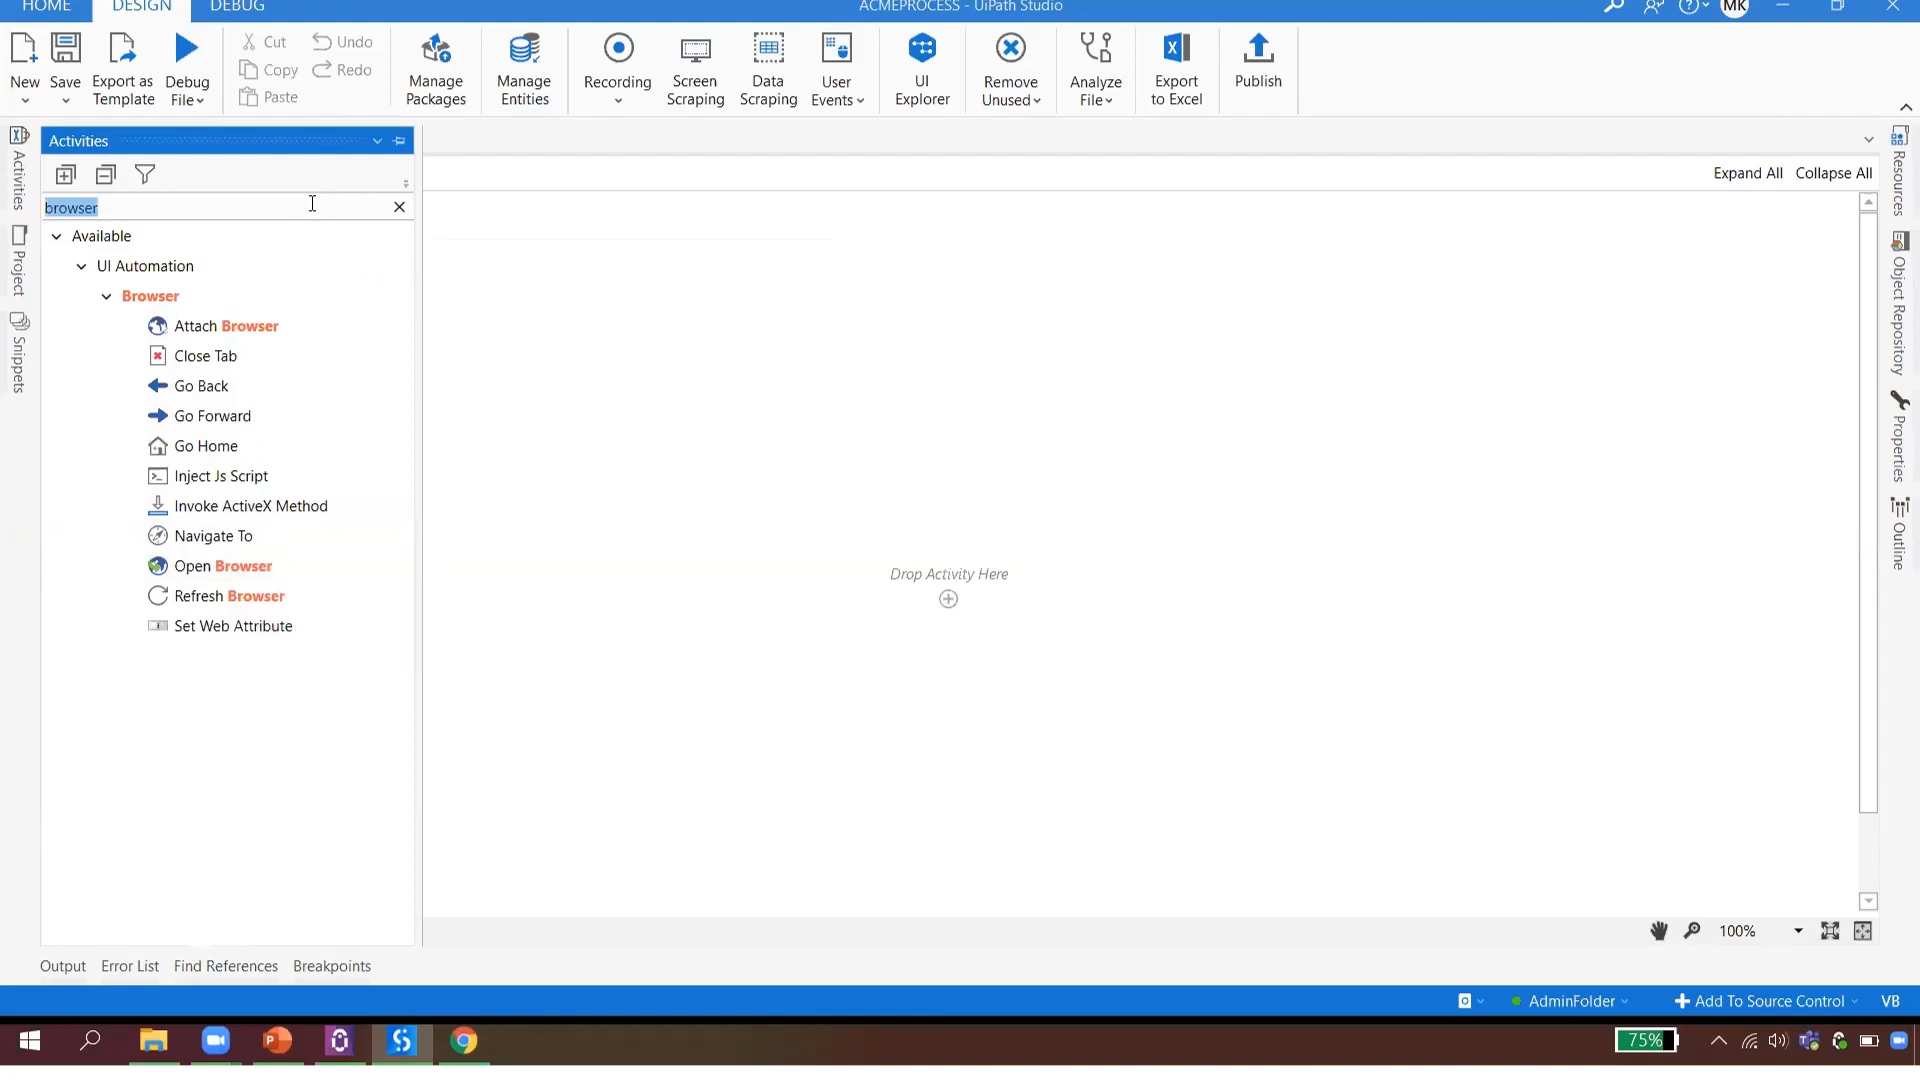 HOME DESIGN DEBUG
ACMEPROCESS - UiPath Studio
MK
New
Save
Export as
Template
Debug
File
Cut
Copy
Paste
Undo
Redo
Manage
Packages
Manage
Entities
Recording
Screen
Scraping
Data
Scraping
User
Events
UI
Explorer
Remove
Unused
Analyze
File
Export
to Excel
Publish
Activities
Project
Snippets
Activities
browser
Available
UI Automation
Browser
Attach Browser
Close Tab
Go Back
Go Forward
Go Home
Inject Js Script
Invoke ActiveX Method
Navigate To
Open Browser
Refresh Browser
Set Web Attribute
Expand All Collapse All
Drop Activity Here
Resources
Object Repository
Properties
Outline
100%
Output Error List Find References Breakpoints
AdminFolder
Add To Source Control
VB
75%